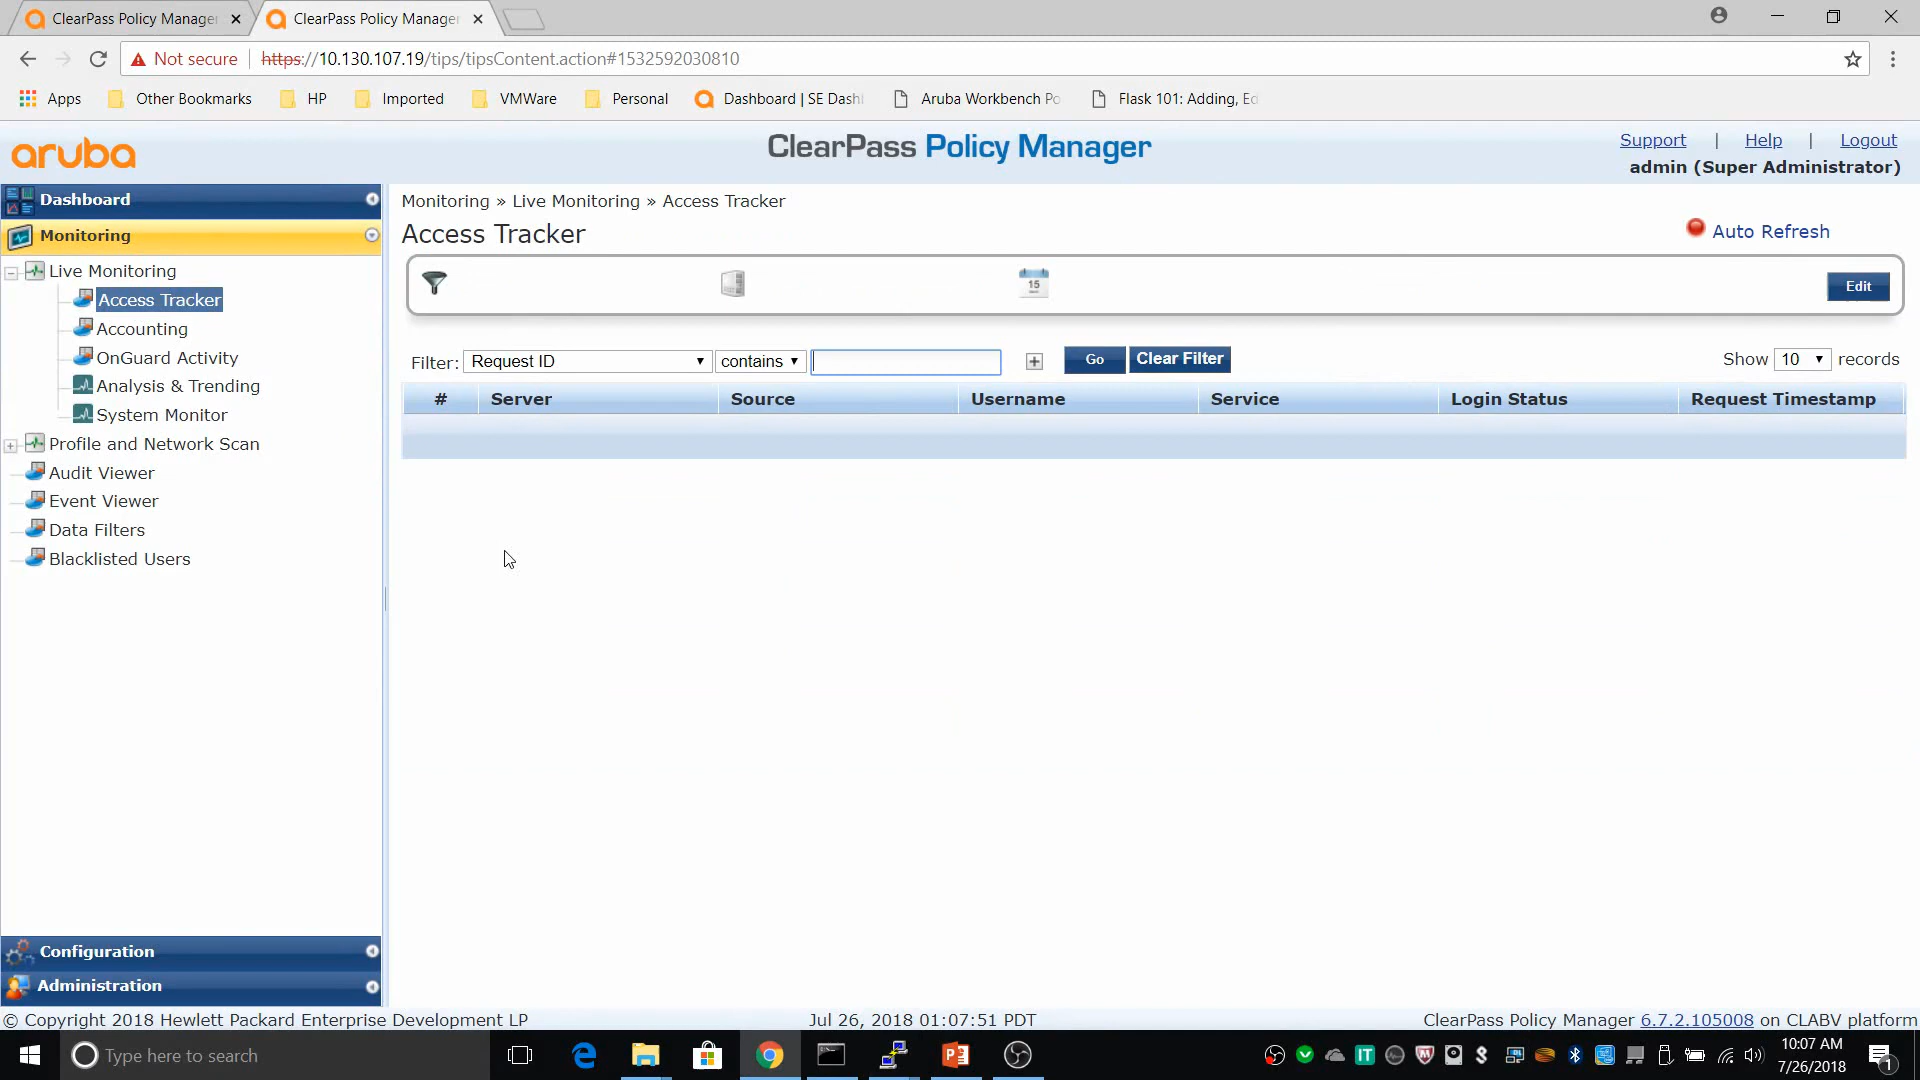 ClearPass Policy Manager
ClearPass Policy Manager
Not secure
https://10.130.107.19/tips/tipsContent.action#1532592030810
Apps
Other Bookmarks
HP
Imported
VMWare
Personal
Dashboard | SE Dash
Aruba Workbench Po
Flask 101: Adding, Ed
aruba
ClearPass Policy Manager
Support | Help | Logout
admin (Super Administrator)
Dashboard
Monitoring
Live Monitoring
Access Tracker
Accounting
OnGuard Activity
Analysis & Trending
System Monitor
Profile and Network Scan
Audit Viewer
Event Viewer
Data Filters
Blacklisted Users
Configuration
Administration
Monitoring » Live Monitoring » Access Tracker
Access Tracker
Auto Refresh
15
Edit
Filter: Request ID contains Go Clear Filter Show 10 records
# Server Source Username Service Login Status Request Timestamp
© Copyright 2018 Hewlett Packard Enterprise Development LP
Jul 26, 2018 01:07:51 PDT
ClearPass Policy Manager 6.7.2.105008 on CLABV platform
Type here to search
IT
10:07 AM
7/26/2018
1